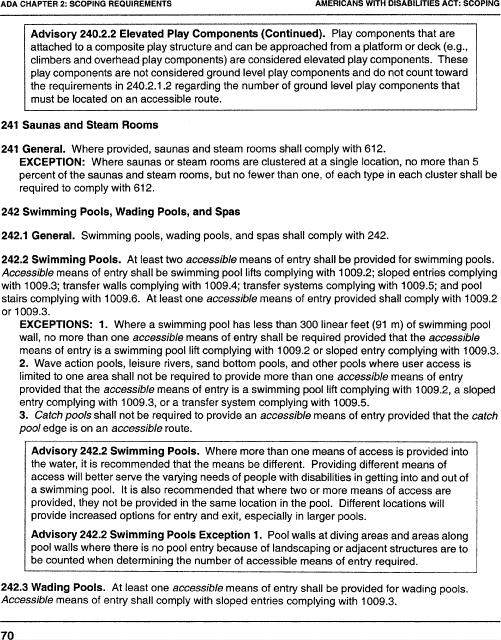 ADA CHAPTER 2: SCOPING REQUIREMENTS AMERICANS WITH DISABILITIES ACT: SCOPING
Advisory 240.2.2 Elevated Play Components (Continued). Play components that are
attached to a composite play structure and can be approached from a platform or deck (e.g.,
climbers and overhead play components) are considered elevated play components. These
play components are not considered ground level play components and do not count toward
the requirements in 240.2.1.2 regarding the number of ground level play components that
must be located on an accessible route.
241 Saunas and Steam Rooms
241 General. Where provided, saunas and steam rooms shall comply with 612.
EXCEPTION: Where saunas or steam rooms are clustered at a single location, no more than 5
percent of the saunas and steam rooms, but no fewer than one, of each type in each cluster shall be
required to comply with 612.
242 Swimming Pools, Wading Pools, and Spas
242.1 General. Swimming pools, wading pools, and spas shall comply with 242.
242.2 Swimming Pools. At least two accessible means of entry shall be provided for swimming pools.
Accessible means of entry shall be swimming pool lifts complying with 1009.2; sloped entries complying
with 1009.3; transfer walls complying with 1009.4; transfer systems complying with 1009.5; and pool
stairs complying with 1009.6. At least one accessible means of entry provided shall comply with 1009.2
or 1009.3.
EXCEPTIONS: 1. Where a swimming pool has less than 300 linear feet (91 m) of swimming pool
wall, no more than one accessible means of entry shall be required provided that the accessible
means of entry is a swimming pool lift complying with 1009.2 or sloped entry complying with 1009.3.
2. Wave action pools, leisure rivers, sand bottom pools, and other pools where user access is
limited to one area shall not be required to provide more than one accessible means of entry
provided that the accessible means of entry is a swimming pool lift complying with 1009.2, a sloped
entry complying with 1009.3, or a transfer system complying with 1009.5.
3. Catch pools shall not be required to provide an accessible means of entry provided that the catch
pool edge is on an accessible route.
Advisory 242.2 Swimming Pools. Where more than one means of access is provided into
the water, it is recommended that the means be different. Providing different means of
access will better serve the varying needs of people with disabilities in getting into and out of
a swimming pool. It is also recommended that where two or more means of access are
provided, they not be provided in the same location in the pool. Different locations will
provide increased options for entry and exit, especially in larger pools.
Advisory 242.2 Swimming Pools Exception 1. Pool walls at diving areas and areas along
pool walls where there is no pool entry because of landscaping or adjacent structures are to
be counted when determining the number of accessible means of entry required.
242.3 Wading Pools. At least one accessible means of entry shall be provided for wading pools.
Accessible means of entry shall comply with sloped entries complying with 1009.3.
70